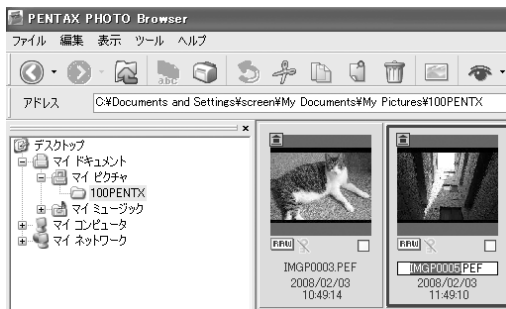 PENTAX PHOTO Browser
ファイル 編集 表示 ツール ヘルプ
abc
アドレス C:¥Documents and Settings¥screen¥My Documents¥My Pictures¥100PENTX
デスクトップ
マイ ドキュメント
マイ ピクチャ
100PENTX
マイ ミュージック
マイ コンピュータ
マイ ネットワーク
RAW
IMGP0003.PEF
2008/02/03
10:49:14
RAW
IMGP0005.PEF
2008/02/03
11:49:10